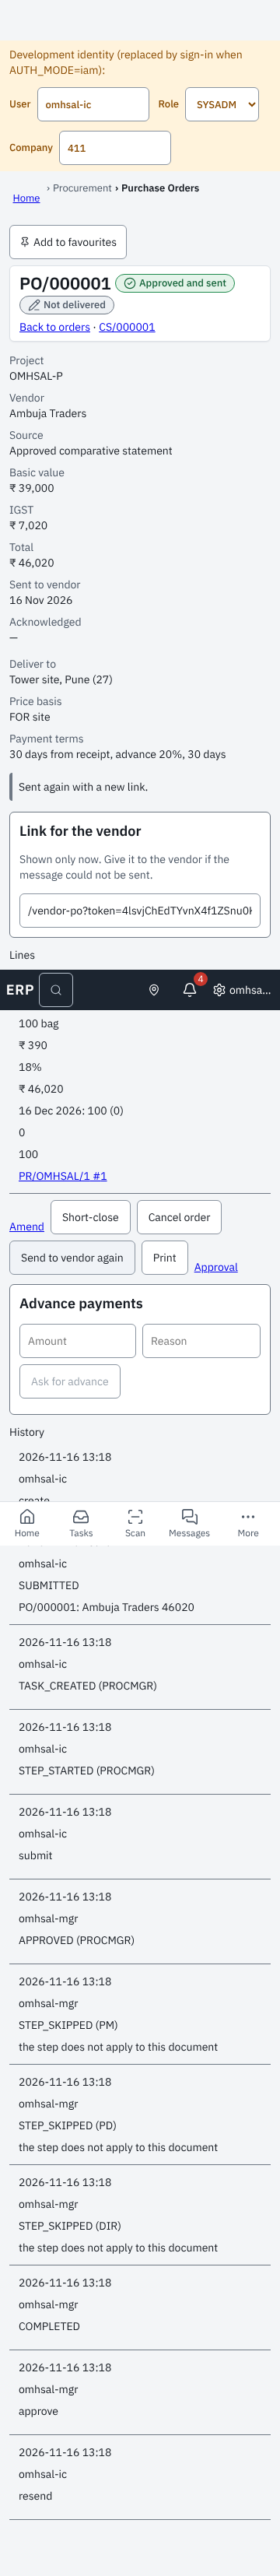 Development identity (replaced by sign-in when
AUTH_MODE=iam):
User omhsal-ic Role SYSADM
Company 411
› Procurement › Purchase Orders
Home
Add to favourites
PO/000001 Approved and sent
Not delivered
Back to orders · CS/000001
Project
OMHSAL-P
Vendor
Ambuja Traders
Source
Approved comparative statement
Basic value
₹ 39,000
IGST
₹ 7,020
Total
₹ 46,020
Sent to vendor
16 Nov 2026
Acknowledged
—
Deliver to
Tower site, Pune (27)
Price basis
FOR site
Payment terms
30 days from receipt, advance 20%, 30 days
Sent again with a new link.
Link for the vendor
Shown only now. Give it to the vendor if the
message could not be sent.
Lines
ERP 4 omhsa...
100 bag
₹ 390
18%
₹ 46,020
16 Dec 2026: 100 (0)
0
100
PR/OMHSAL/1 #1
Amend Short-close Cancel order
Send to vendor again Print Approval
Advance payments
Amount Reason
Ask for advance
History
2026-11-16 13:18
omhsal-ic
Home Tasks Scan Messages More
omhsal-ic
SUBMITTED
PO/000001: Ambuja Traders 46020
2026-11-16 13:18
omhsal-ic
TASK_CREATED (PROCMGR)
2026-11-16 13:18
omhsal-ic
STEP_STARTED (PROCMGR)
2026-11-16 13:18
omhsal-ic
submit
2026-11-16 13:18
omhsal-mgr
APPROVED (PROCMGR)
2026-11-16 13:18
omhsal-mgr
STEP_SKIPPED (PM)
the step does not apply to this document
2026-11-16 13:18
omhsal-mgr
STEP_SKIPPED (PD)
the step does not apply to this document
2026-11-16 13:18
omhsal-mgr
STEP_SKIPPED (DIR)
the step does not apply to this document
2026-11-16 13:18
omhsal-mgr
COMPLETED
2026-11-16 13:18
omhsal-mgr
approve
2026-11-16 13:18
omhsal-ic
resend